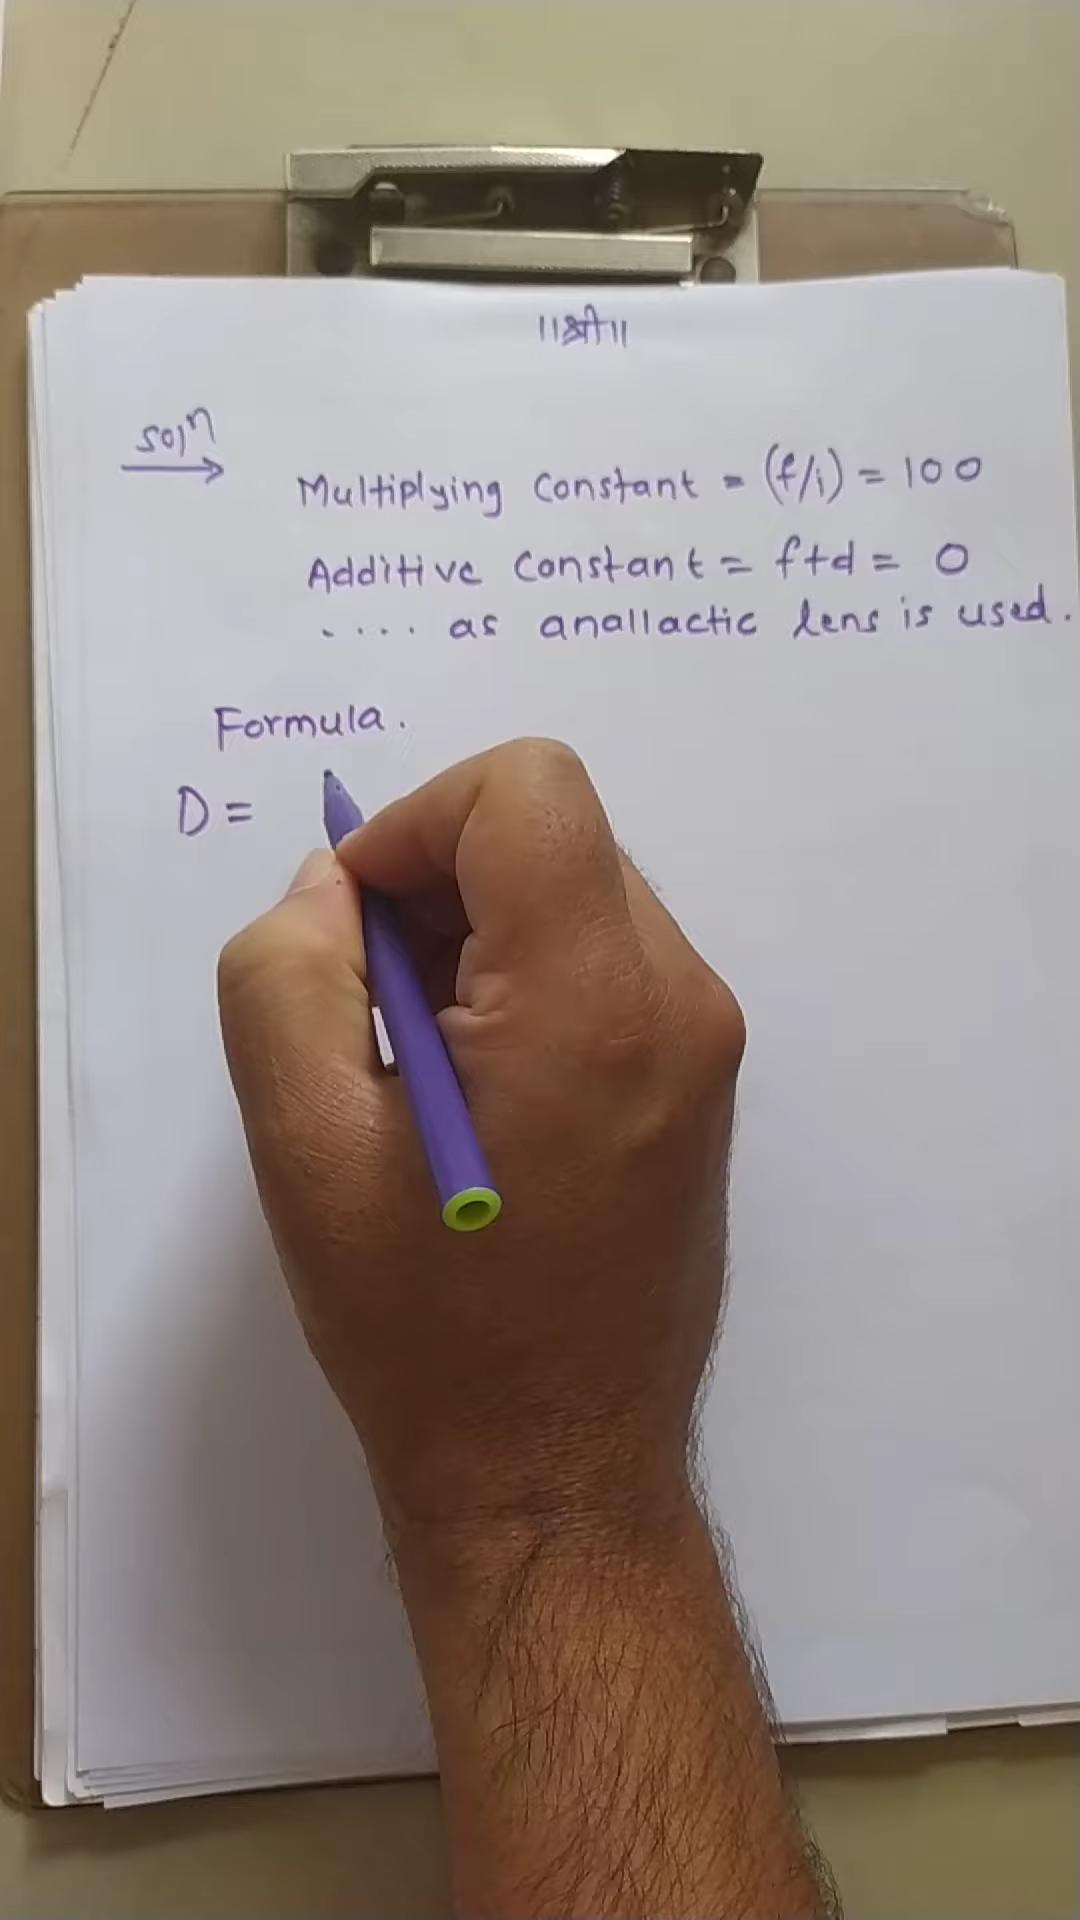 ॥श्री॥
Solⁿ
Multiplying Constant = (f/i) = 100
Additive Constant = f+d = 0
.... as anallactic lens is used.
Formula.
D =